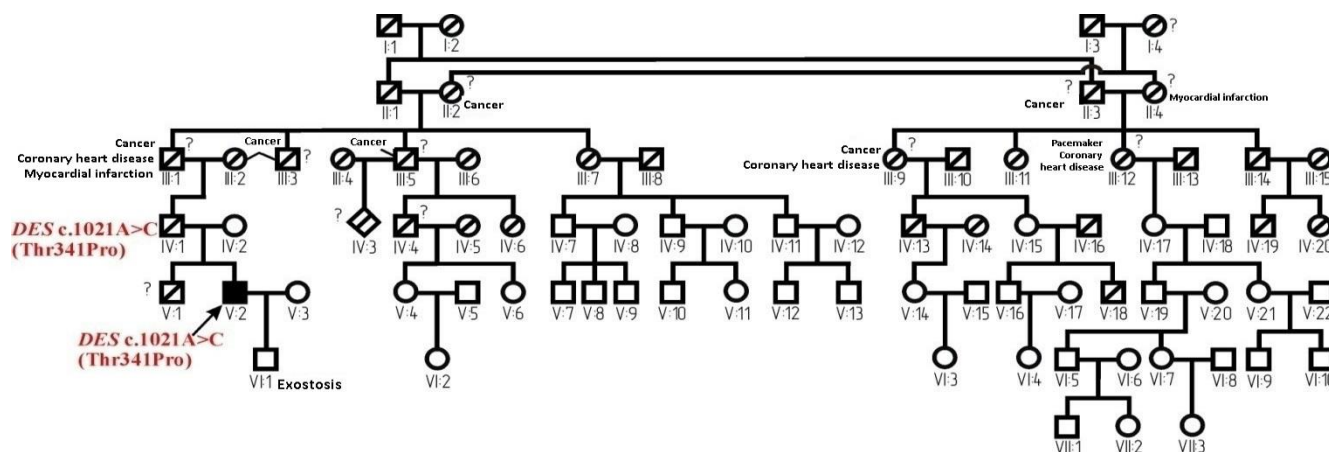 I:1 I:2 I:3 I:4 ?
? ? ? ?
II:1 II:2 Cancer Cancer II:3 II:4 Myocardial infarction
Cancer
Coronary heart disease
Myocardial infarction
? Cancer ? Cancer ?
III:1 III:2 III:3 III:4 III:5 III:6 III:7 III:8
Cancer
Coronary heart disease
? Pacemaker
Coronary
heart disease
? ?
III:9 III:10 III:11 III:12 III:13 III:14 III:15
DES c.1021A>C
(Thr341Pro)
? ?
IV:1 IV:2 IV:3 IV:4 IV:5 IV:6 IV:7 IV:8 IV:9 IV:10 IV:11 IV:12 IV:13 IV:14 IV:15 IV:16 IV:17 IV:18 IV:19 IV:20
?
V:1 V:2 V:3 V:4 V:5 V:6 V:7 V:8 V:9 V:10 V:11 V:12 V:13 V:14 V:15 V:16 V:17 V:18 V:19 V:20 V:21 V:22
DES c.1021A>C
(Thr341Pro)
VI:1 Exostosis VI:2 VI:3 VI:4 VI:5 VI:6 VI:7 VI:8 VI:9 VI:10
VII:1 VII:2 VII:3